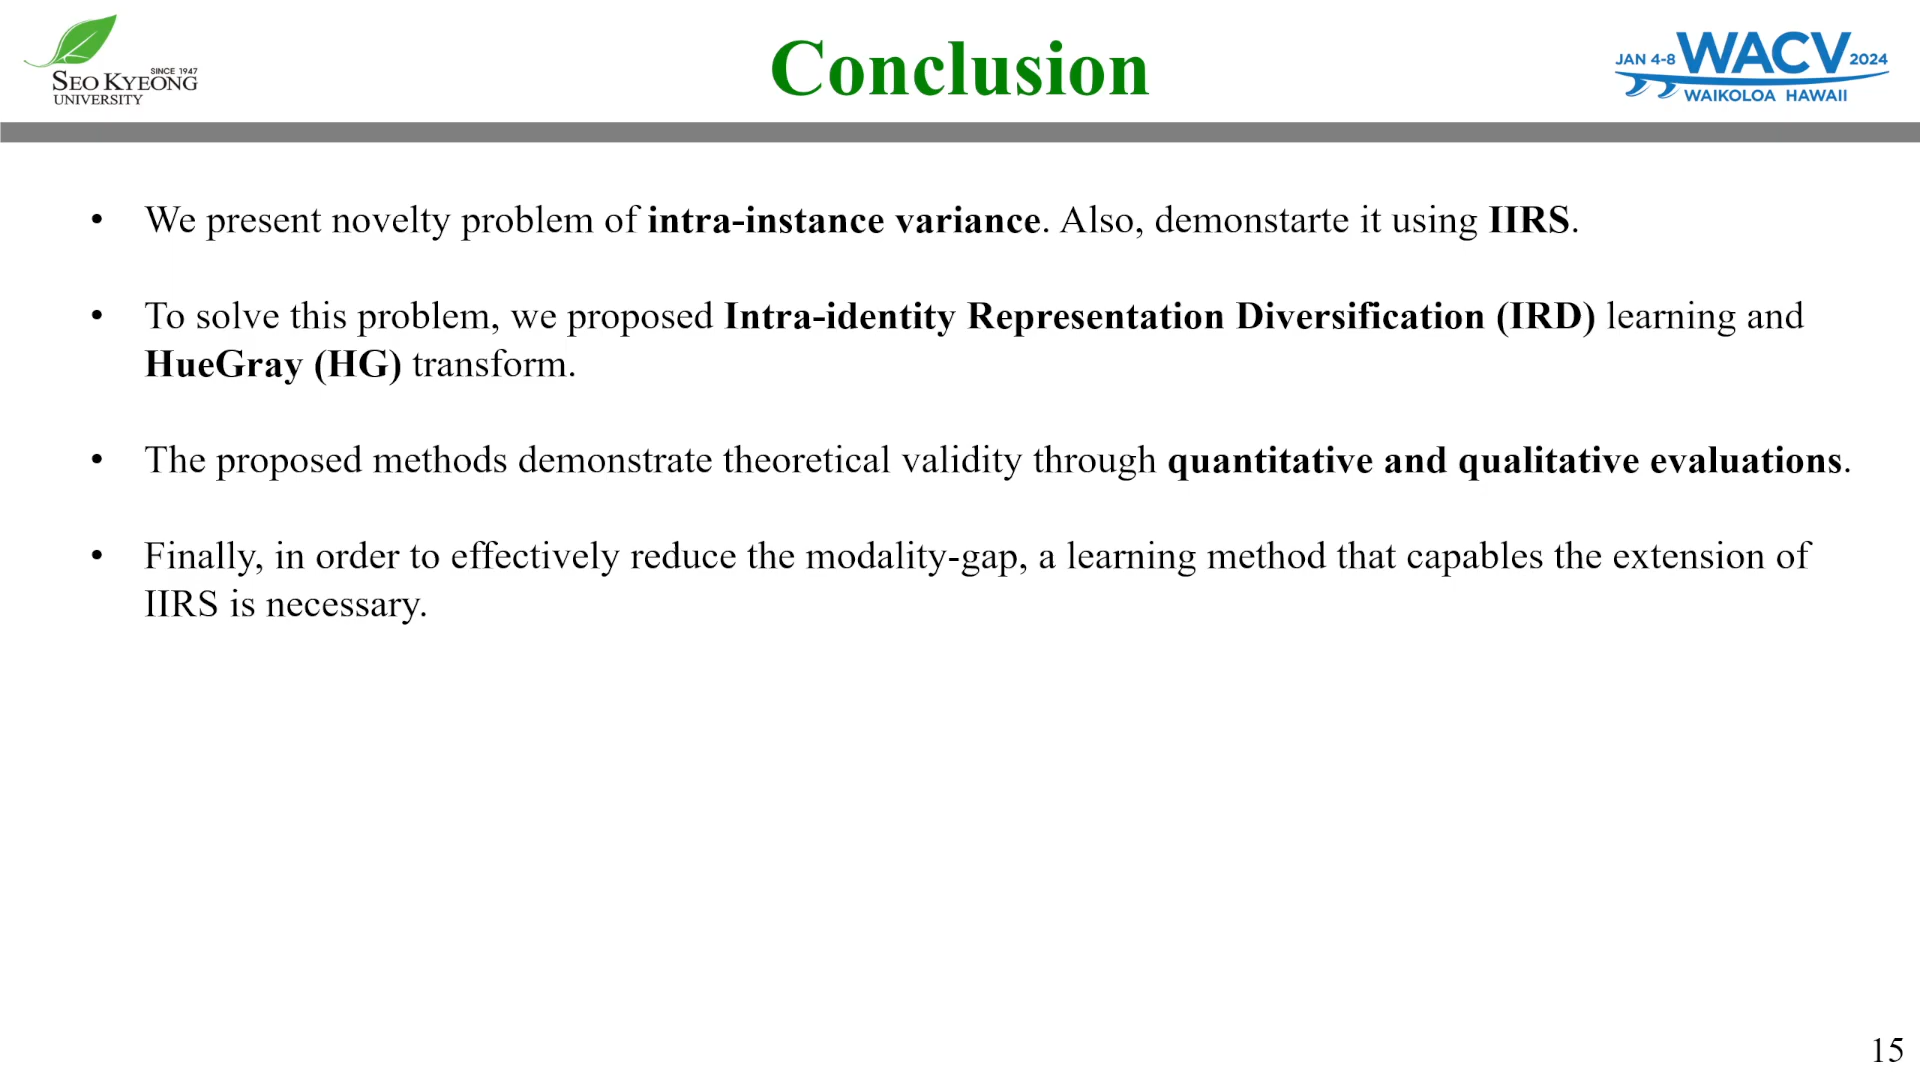 SINCE 1947
SEO KYEONG
UNIVERSITY
Conclusion
JAN 4-8 WACV 2024
WAIKOLOA HAWAII
• We present novelty problem of intra-instance variance. Also, demonstarte it using IIRS.
• To solve this problem, we proposed Intra-identity Representation Diversification (IRD) learning and
HueGray (HG) transform.
• The proposed methods demonstrate theoretical validity through quantitative and qualitative evaluations.
• Finally, in order to effectively reduce the modality-gap, a learning method that capables the extension of
IIRS is necessary.
15